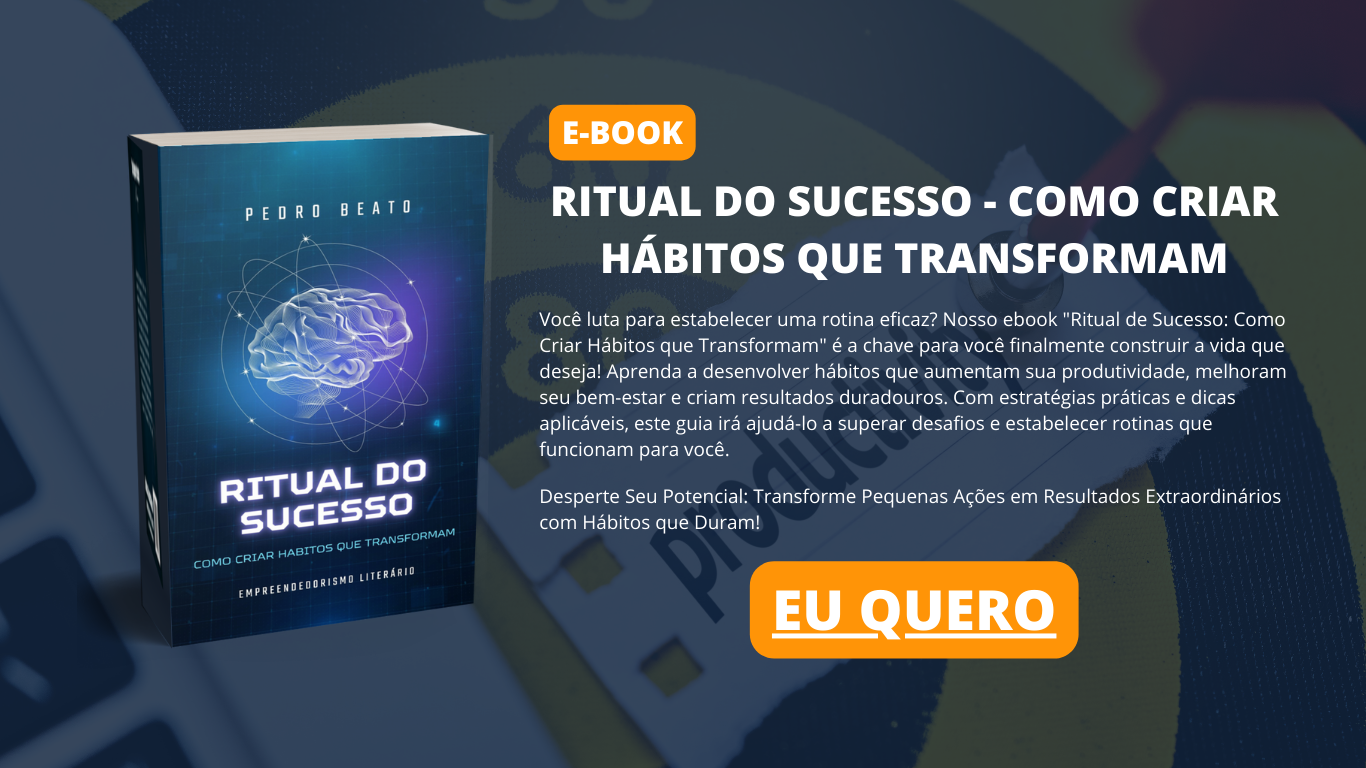 PEDRO BEATO
RITUAL DO
SUCESSO
COMO CRIAR HABITOS QUE TRANSFORMAM
EMPREENDEDORISMO LITERÁRIO
E-BOOK
RITUAL DO SUCESSO - COMO CRIAR
HÁBITOS QUE TRANSFORMAM
Você luta para estabelecer uma rotina eficaz? Nosso ebook "Ritual de Sucesso: Como
Criar Hábitos que Transformam" é a chave para você finalmente construir a vida que
deseja! Aprenda a desenvolver hábitos que aumentam sua produtividade, melhoram
seu bem-estar e criam resultados duradouros. Com estratégias práticas e dicas
aplicáveis, este guia irá ajudá-lo a superar desafios e estabelecer rotinas que
funcionam para você.
Desperte Seu Potencial: Transforme Pequenas Ações em Resultados Extraordinários
com Hábitos que Duram!
EU QUERO
productivity
60
80